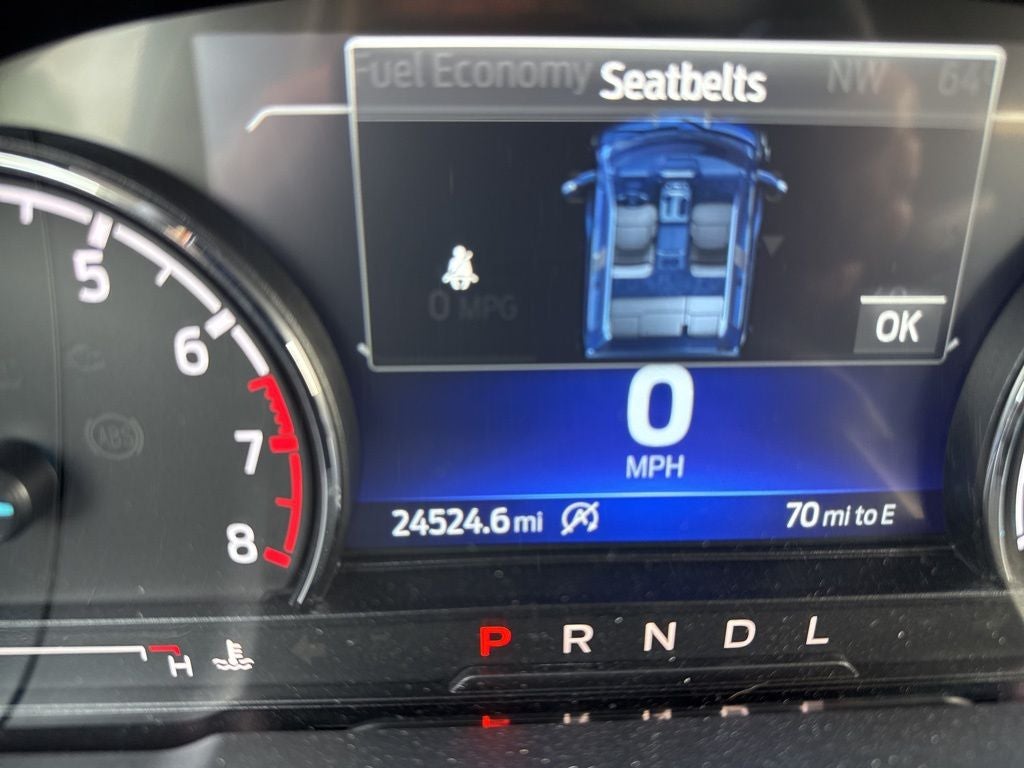 Fuel Economy
Seatbelts
NW
64
0 MPG
OK
5
6
7
8
ABS
0
MPH
24524.6 mi
70 mi to E
H
P R N D L